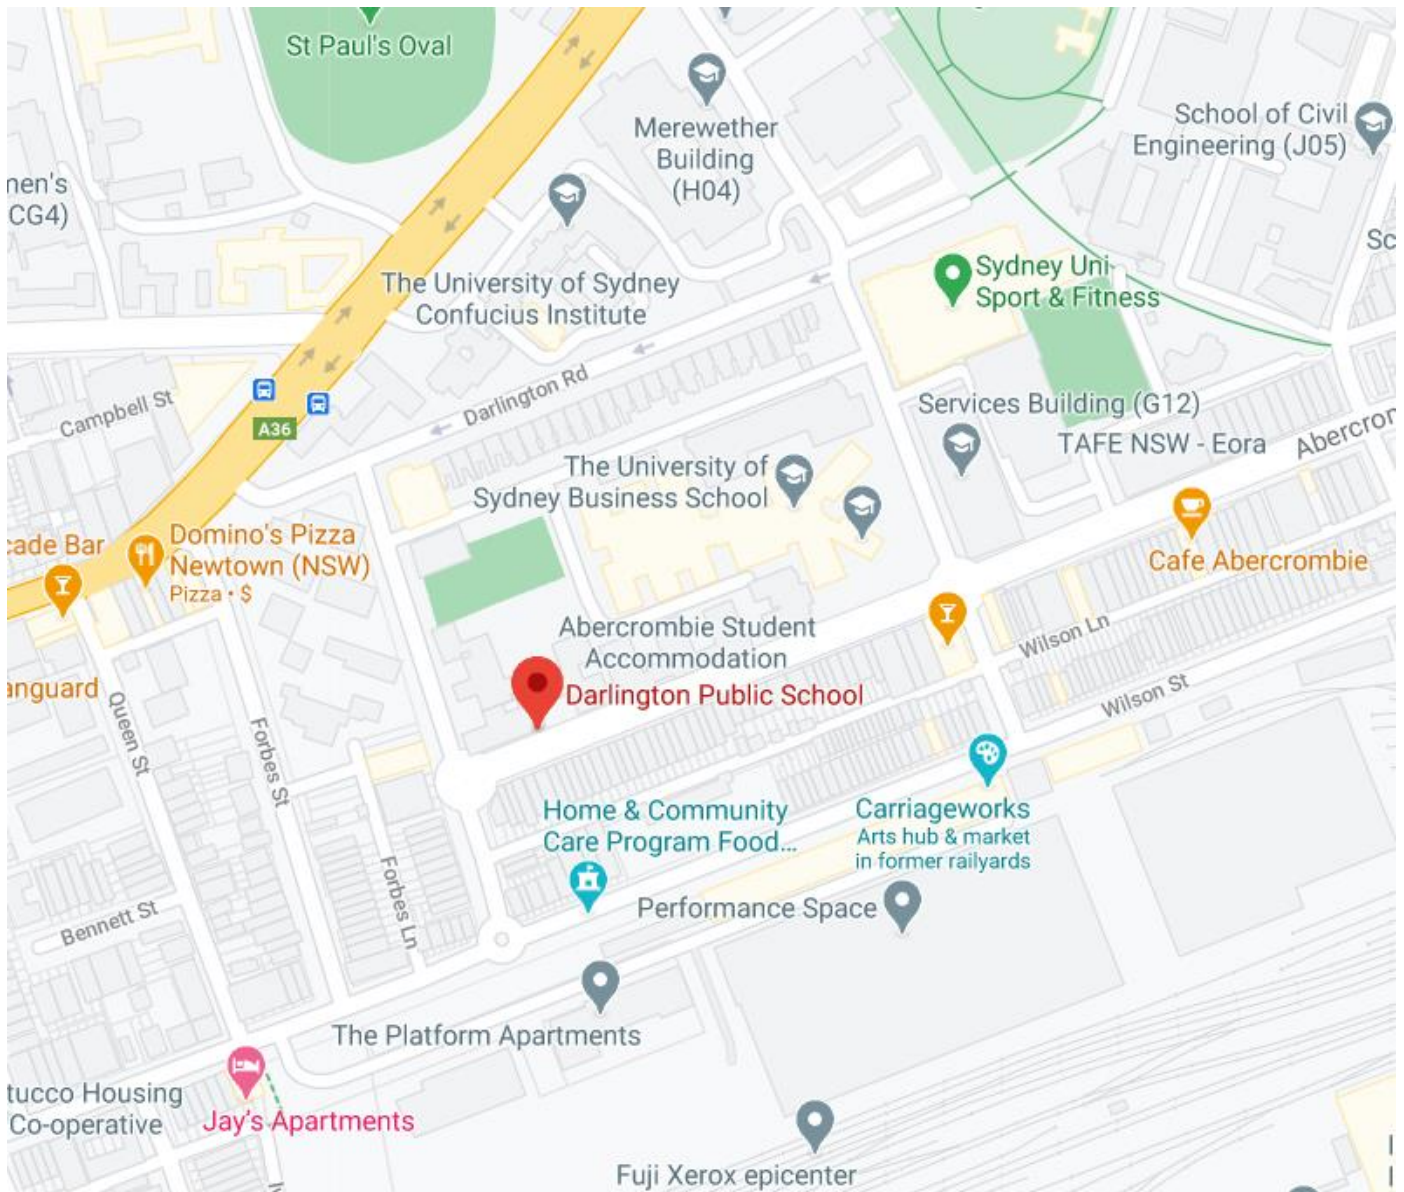 St Paul's Oval
Merewether
Building
(H04)
School of Civil
Engineering (J05)
nen's
CG4)
Sc
Sydney Uni
Sport & Fitness
The University of Sydney
Confucius Institute
Darlington Rd
Campbell St
A36
Services Building (G12)
TAFE NSW - Eora
Abercror
The University of
Sydney Business School
cade Bar
Domino's Pizza
Newtown (NSW)
Pizza • $
Cafe Abercrombie
Abercrombie Student
Accommodation
Wilson Ln
Darlington Public School
anguard
Queen St
Forbes St
Wilson St
Home & Community
Care Program Food...
Carriageworks
Arts hub & market
in former railyards
Forbes Ln
Performance Space
Bennett St
The Platform Apartments
tucco Housing
Co-operative
Jay's Apartments
Fuji Xerox epicenter